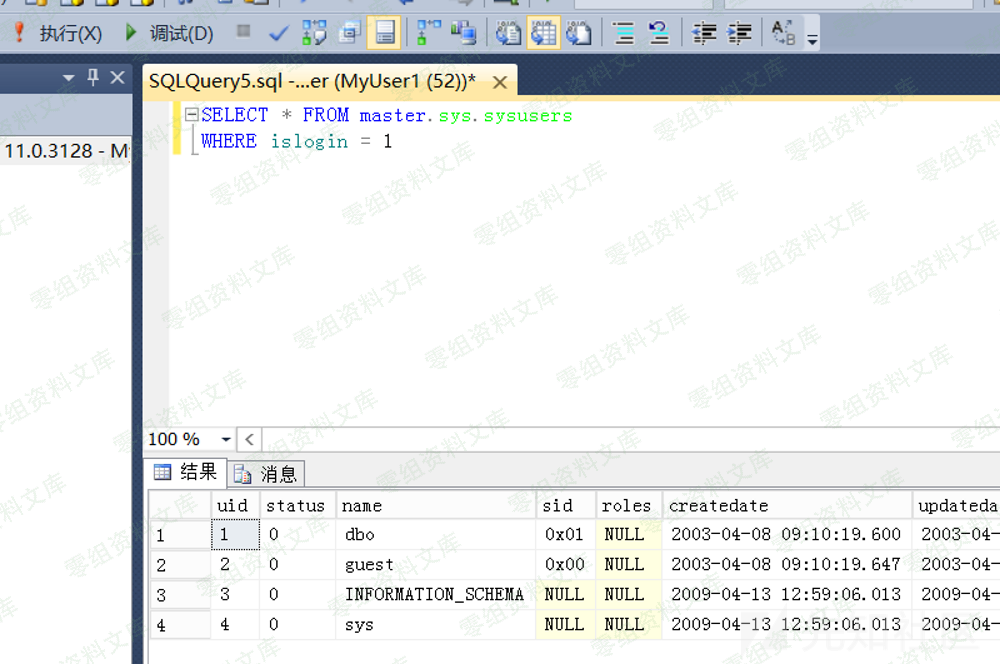 执行(X) 调试(D)
SQLQuery5.sql -...er (MyUser1 (52))*
SELECT * FROM master.sys.sysusers
WHERE islogin = 1
11.0.3128 - M
零组资料文库
100 %
结果 消息
uid status name sid roles createdate updateda
1 1 0 dbo 0x01 NULL 2003-04-08 09:10:19.600 2003-04-
2 2 0 guest 0x00 NULL 2003-04-08 09:10:19.647 2003-04-
3 3 0 INFORMATION_SCHEMA NULL NULL 2009-04-13 12:59:06.013 2009-04-
4 4 0 sys NULL NULL 2009-04-13 12:59:06.013 2009-04-